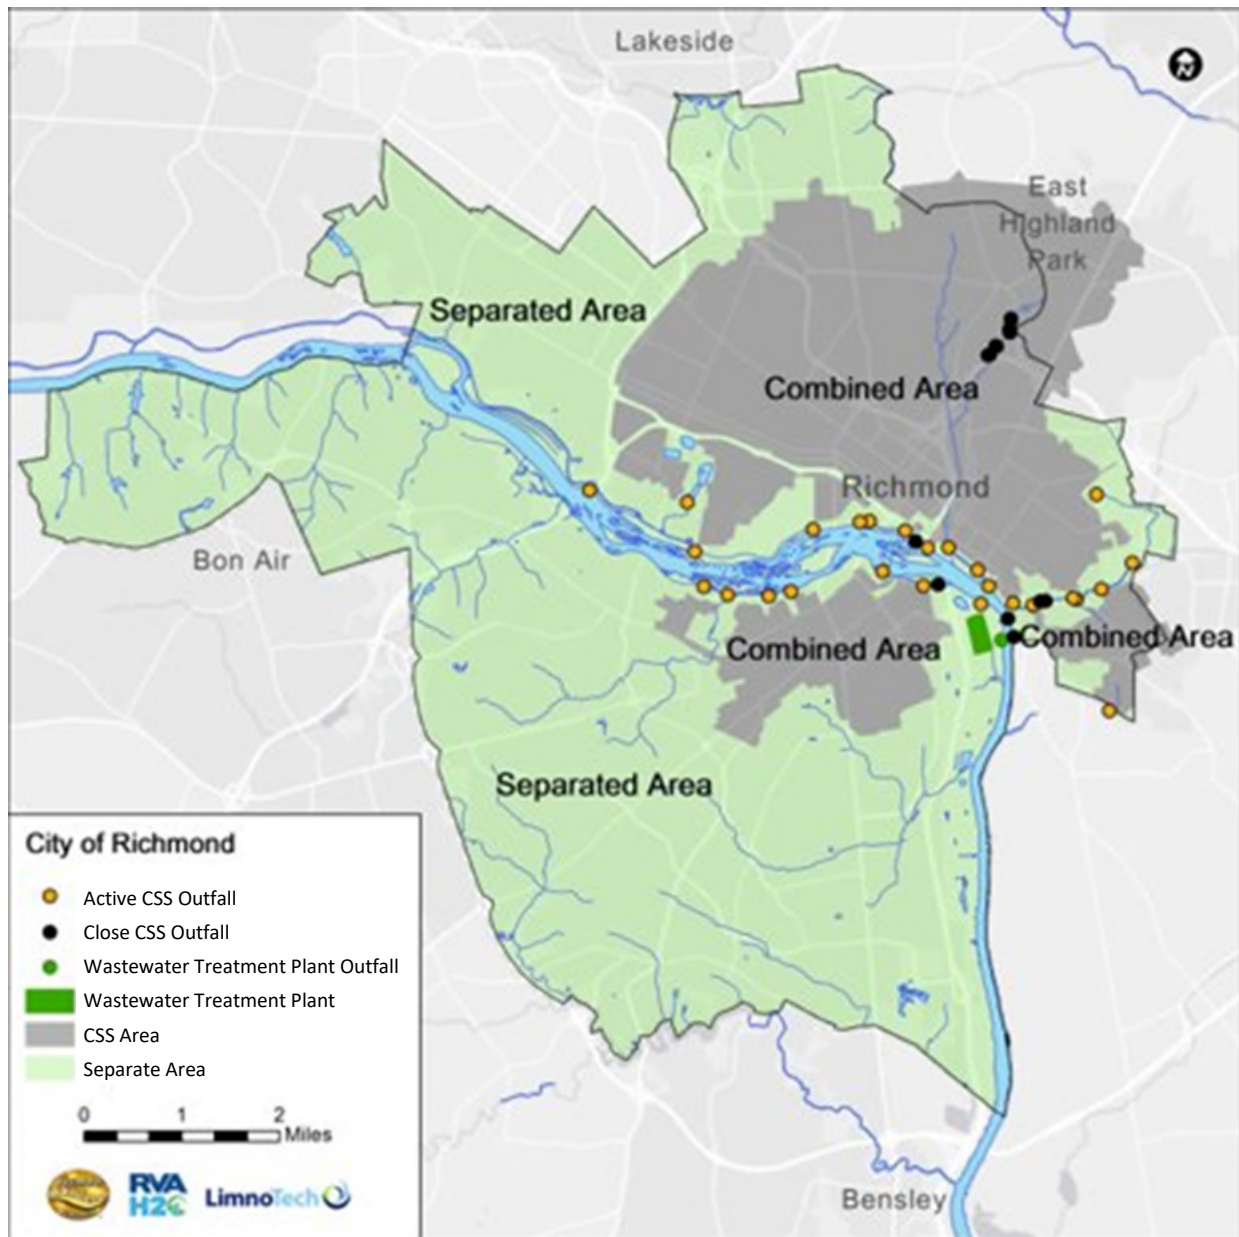 Lakeside
East
Highland
Park
Separated Area
Combined Area
Richmond
Bon Air
Combined Area
Combined Area
Separated Area
City of Richmond
Active CSS Outfall
Close CSS Outfall
Wastewater Treatment Plant Outfall
Wastewater Treatment Plant
CSS Area
Separate Area
0 1 2
Miles
RVA
H2O
LimnoTech
Bensley
N